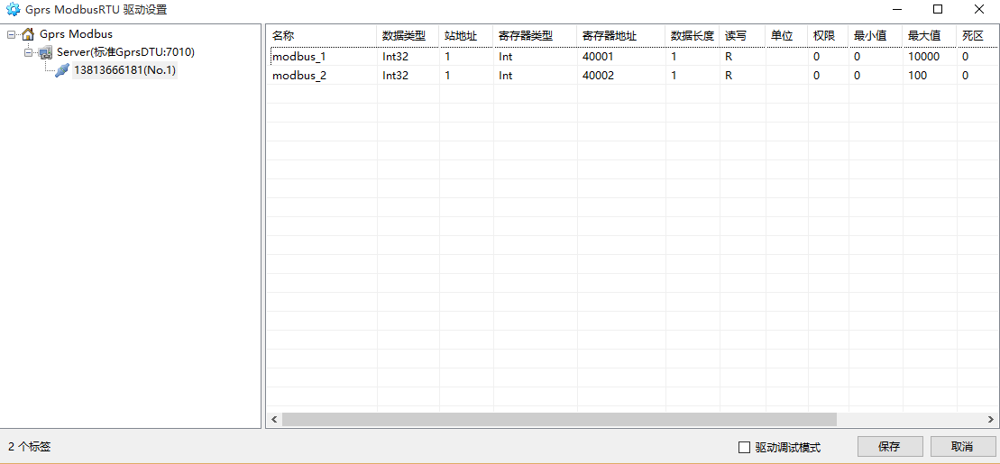 Gprs ModbusRTU 驱动设置
Gprs Modbus
Server(标准GprsDTU:7010)
13813666181(No.1)
名称 数据类型 站地址 寄存器类型 寄存器地址 数据长度 读写 单位 权限 最小值 最大值 死区
modbus_1 Int32 1 Int 40001 1 R 0 0 10000 0
modbus_2 Int32 1 Int 40002 1 R 0 0 100 0
2 个标签 驱动调试模式 保存 取消